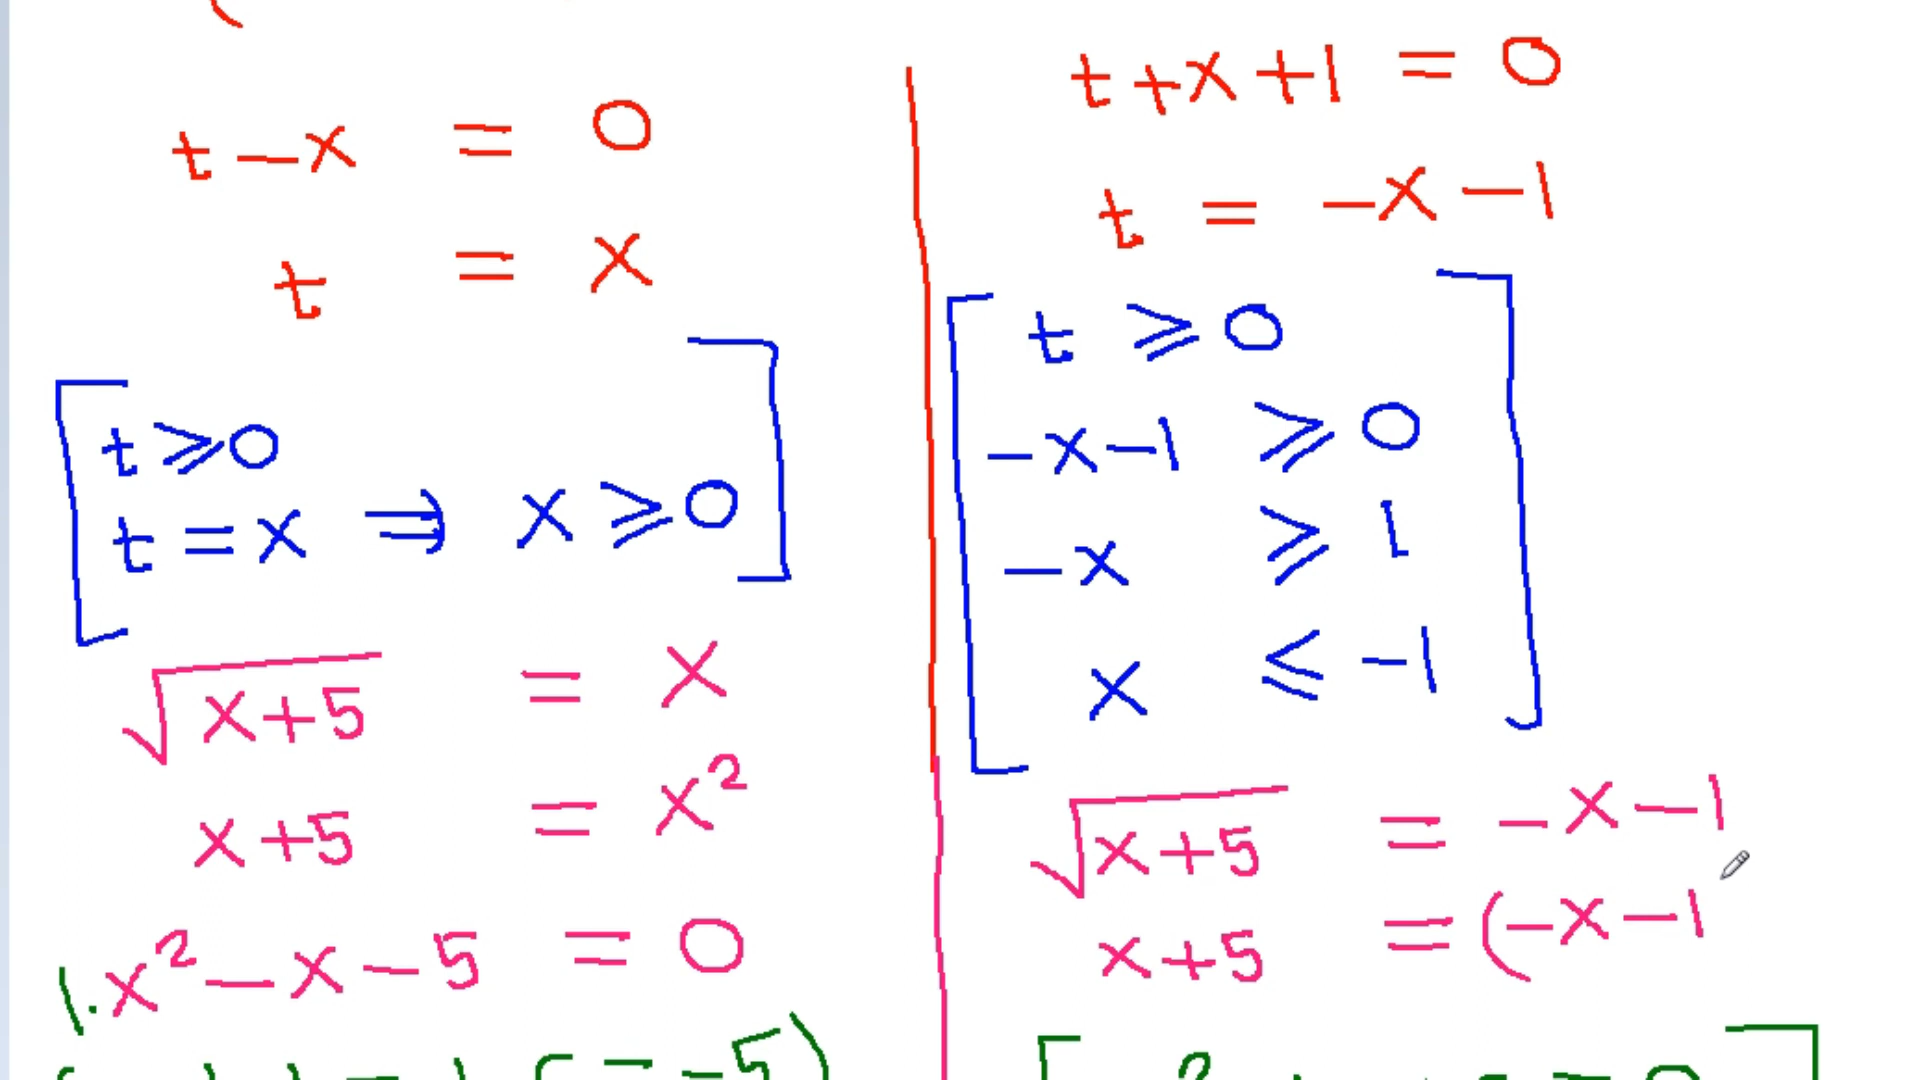 t - x = 0
t = x
t ⩾ 0
t = x ⇒ x ⩾ 0
√(x+5) = x
x+5 = x²
1. x² - x - 5 = 0
t + x + 1 = 0
t = -x - 1
t ⩾ 0
-x-1 ⩾ 0
-x ⩾ 1
x ⩽ -1
√(x+5) = -x-1
x+5 = (-x-1